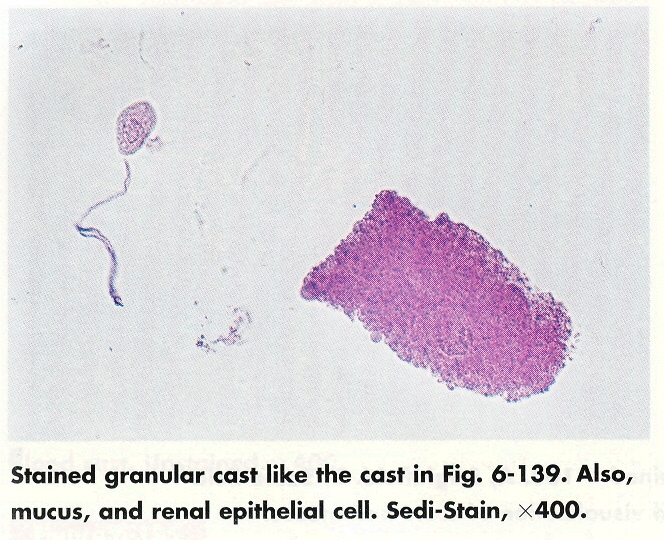 Stained granular cast like the cast in Fig. 6-139. Also,
mucus, and renal epithelial cell. Sedi-Stain, ×400.